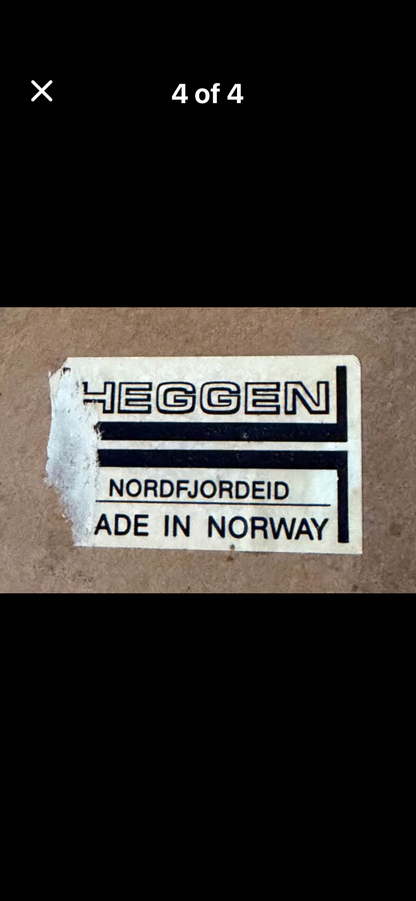 4 of 4
HEGGEN
NORDFJORDEID
ADE IN NORWAY